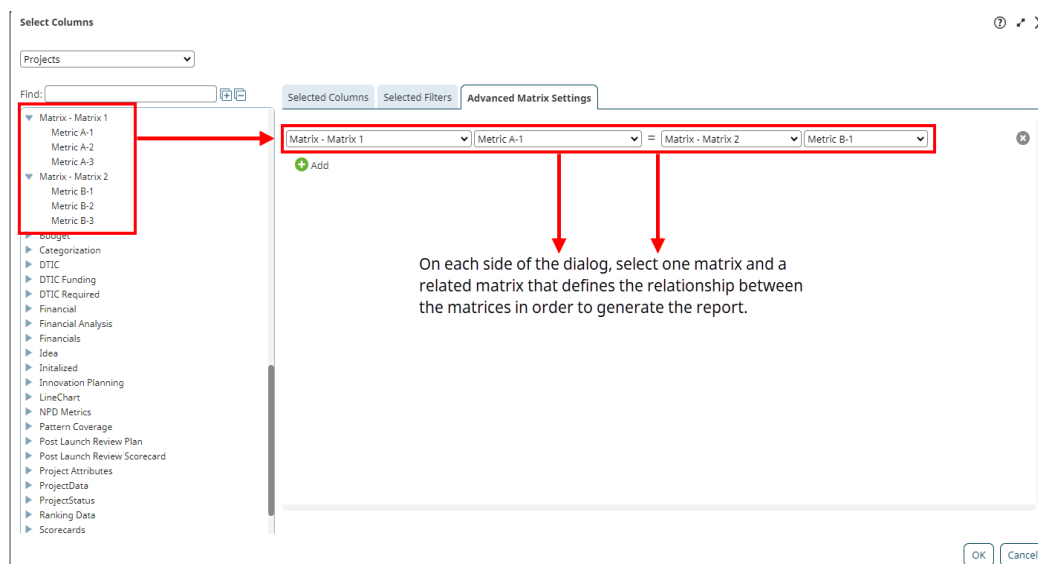 Select Columns
Projects
Find:
Selected Columns Selected Filters Advanced Matrix Settings
Matrix - Matrix 1
Metric A-1
Metric A-2
Metric A-3
Matrix - Matrix 2
Metric B-1
Metric B-2
Metric B-3
Budget
Categorization
DTIC
DTIC Funding
DTIC Required
Financial
Financial Analysis
Financials
Idea
Initalized
Innovation Planning
LineChart
NPD Metrics
Pattern Coverage
Post Launch Review Plan
Post Launch Review Scorecard
Project Attributes
ProjectData
ProjectStatus
Ranking Data
Scorecards
Matrix - Matrix 1 Metric A-1 = Matrix - Matrix 2 Metric B-1
Add
On each side of the dialog, select one matrix and a
related matrix that defines the relationship between
the matrices in order to generate the report.
OK Cancel